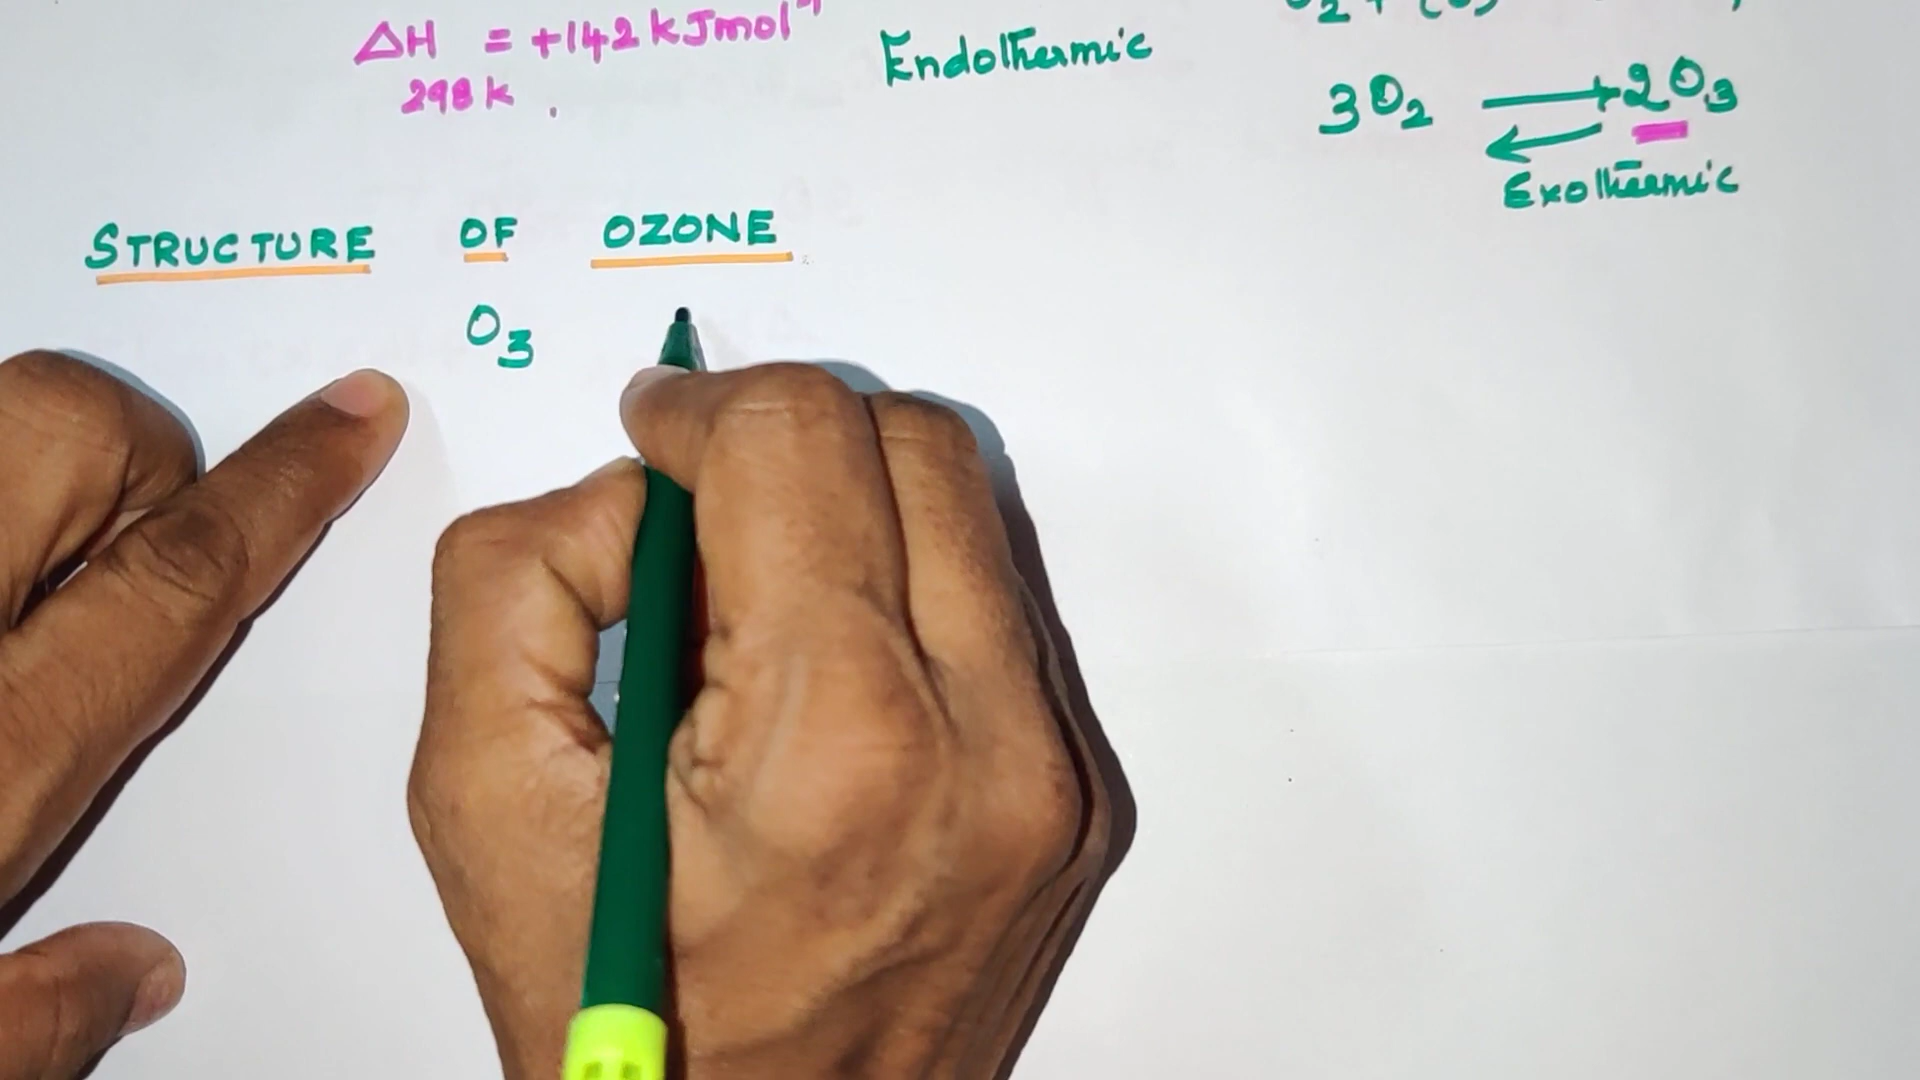 ΔH = +142 kJmol⁻¹
298 k .
Endothermic
3O₂ ⇌ 2O₃
Exothermic
STRUCTURE OF OZONE
O₃